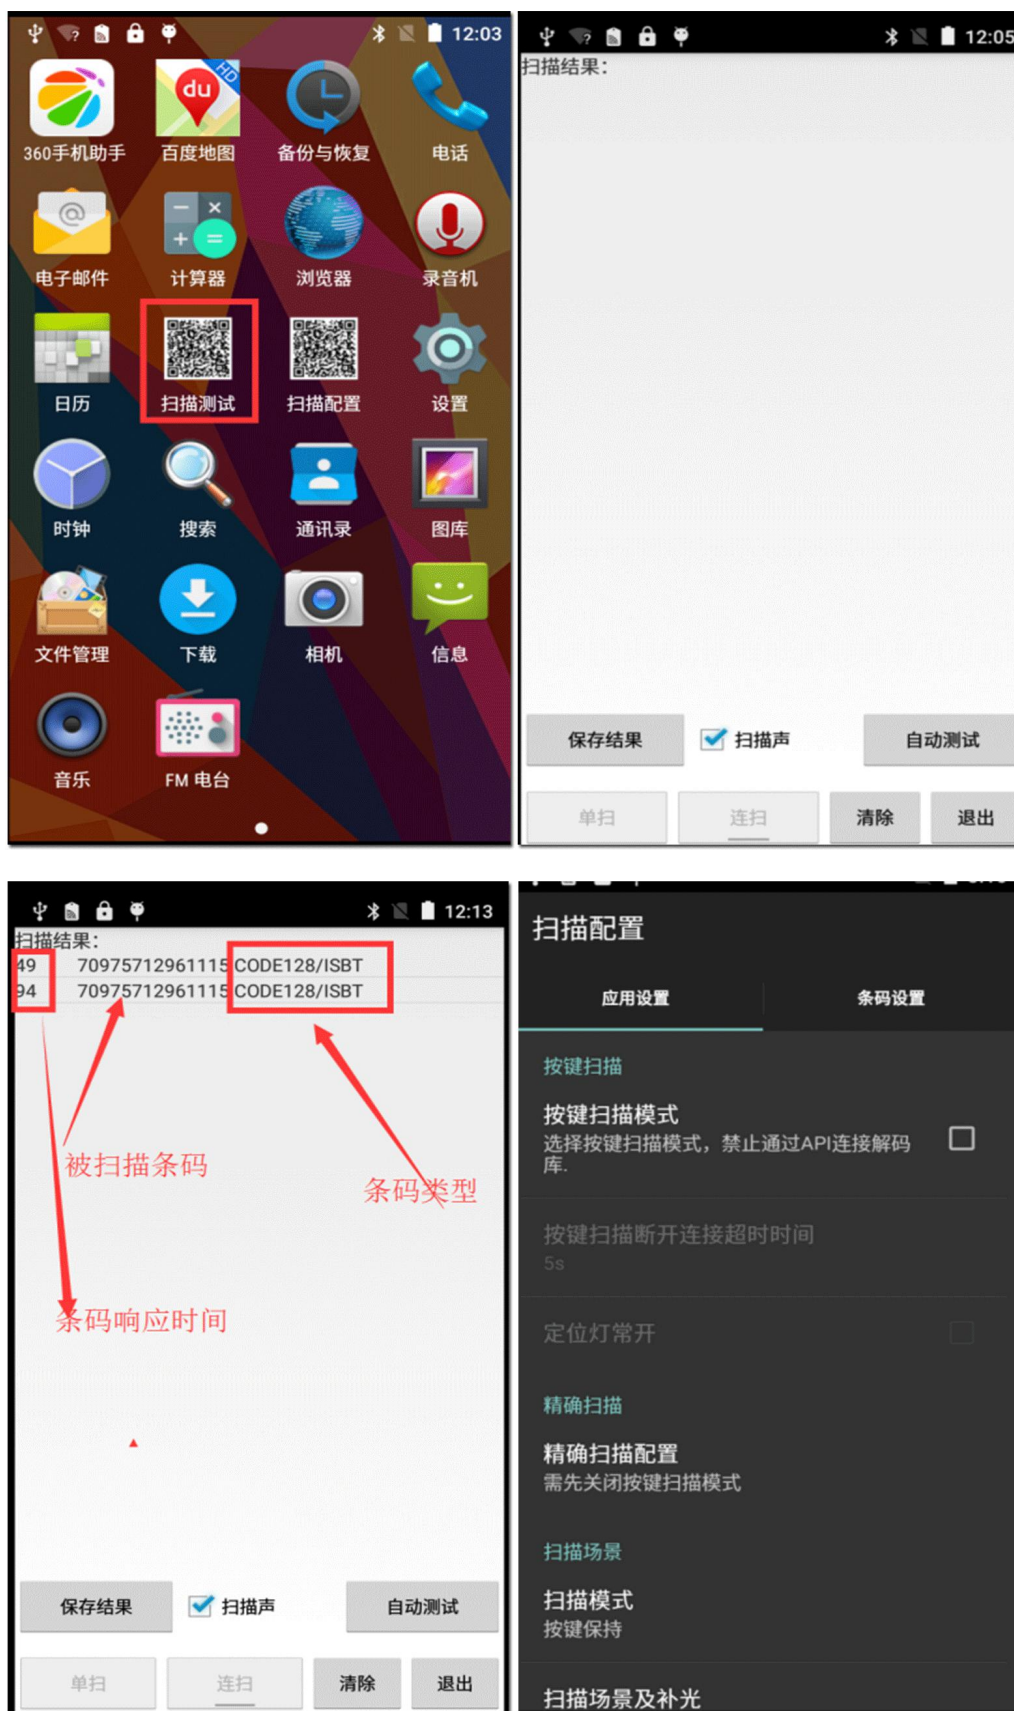 12:03
360手机助手 百度地图 备份与恢复 电话
du HD
电子邮件 计算器 浏览器 录音机
日历 扫描测试 扫描配置 设置
时钟 搜索 通讯录 图库
文件管理 下载 相机 信息
音乐 FM 电台
12:05
扫描结果:
保存结果 扫描声 自动测试
单扫 连扫 清除 退出
12:13
扫描结果:
49 70975712961115 CODE128/ISBT
94 70975712961115 CODE128/ISBT
被扫描条码
条码类型
条码响应时间
保存结果 扫描声 自动测试
单扫 连扫 清除 退出
扫描配置
应用设置 条码设置
按键扫描
按键扫描模式
选择按键扫描模式，禁止通过API连接解码
库.
按键扫描断开连接超时时间
5s
定位灯常开
精确扫描
精确扫描配置
需先关闭按键扫描模式
扫描场景
扫描模式
按键保持
扫描场景及补光